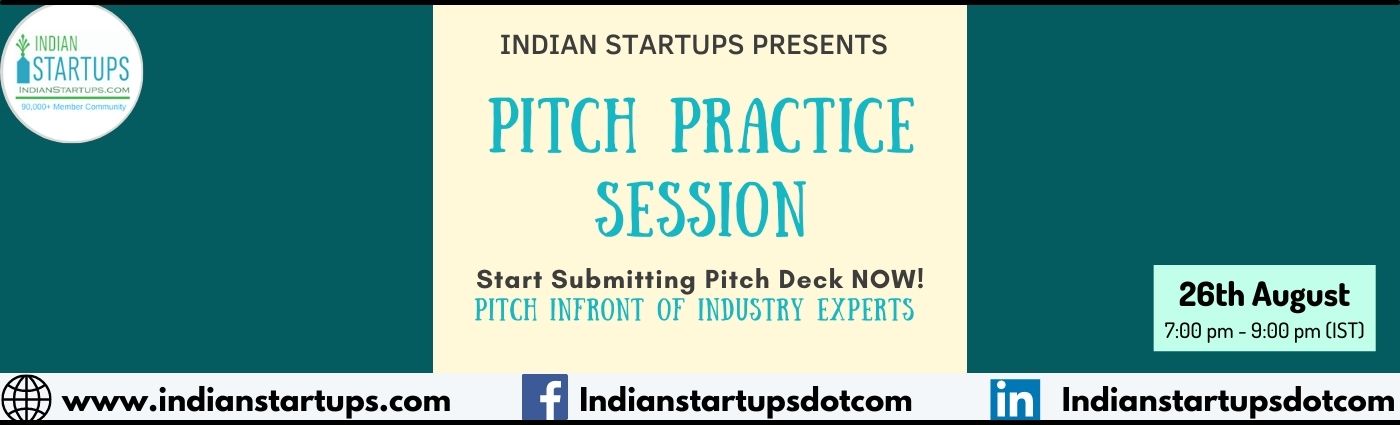 INDIAN
STARTUPS
INDIANSTARTUPS.COM
90,000+ Member Community
INDIAN STARTUPS PRESENTS
PITCH PRACTICE
SESSION
Start Submitting Pitch Deck NOW!
PITCH INFRONT OF INDUSTRY EXPERTS
26th August
7:00 pm - 9:00 pm (IST)
www.indianstartups.com
Indianstartupsdotcom
in Indianstartupsdotcom